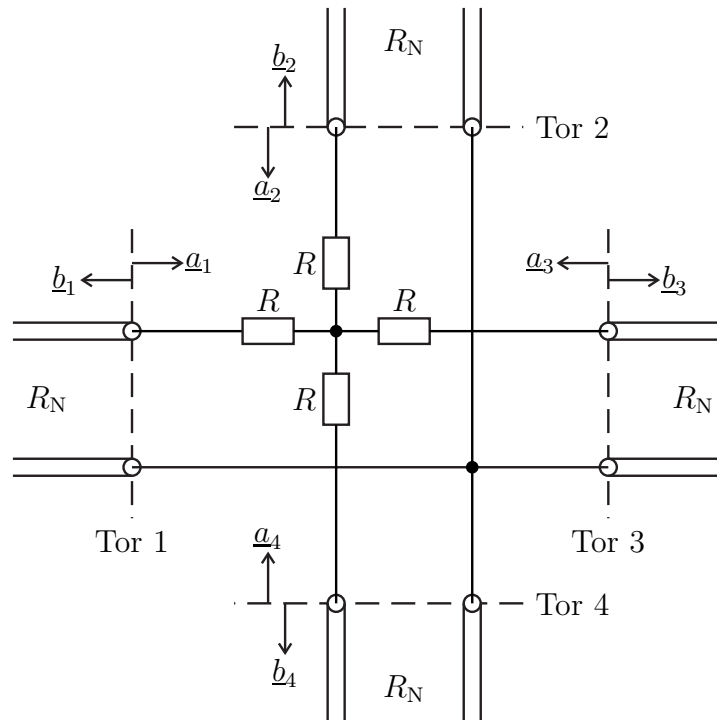 R_N
b_2
Tor 2
a_2
R
b_1 a_1
a_3 b_3
R R
R_N
R
R_N
Tor 1
Tor 3
a_4
Tor 4
b_4
R_N